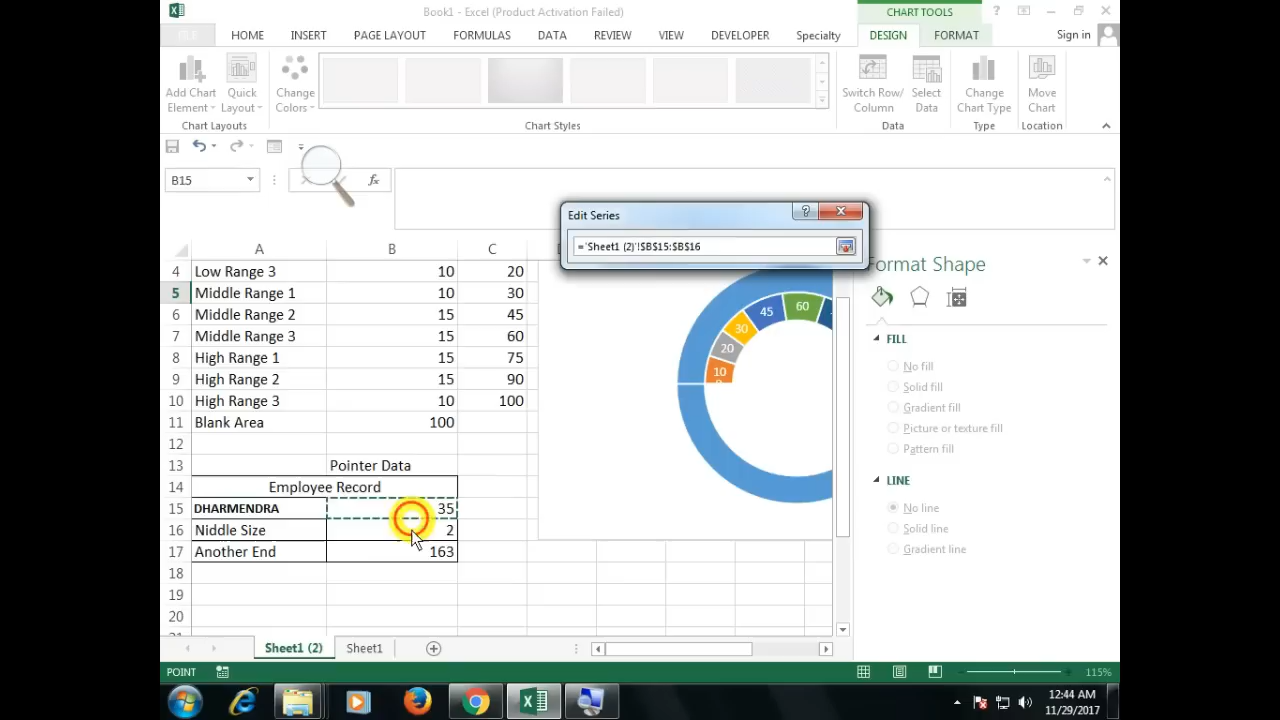 Book1 - Excel (Product Activation Failed)
CHART TOOLS
FILE HOME INSERT PAGE LAYOUT FORMULAS DATA REVIEW VIEW DEVELOPER Specialty DESIGN FORMAT Sign in
Add Chart Element
Quick Layout
Change Colors
Switch Row/ Column
Select Data
Change Chart Type
Move Chart
Chart Layouts Chart Styles Data Type Location
B15 fx
Edit Series
='Sheet1 (2)'!$B$15:$B$16
A B C
4 Low Range 3 10 20
5 Middle Range 1 10 30
6 Middle Range 2 15 45
7 Middle Range 3 15 60
8 High Range 1 15 75
9 High Range 2 15 90
10 High Range 3 10 100
11 Blank Area 100
12
13 Pointer Data
14 Employee Record
15 DHARMENDRA 35
16 Niddle Size 2
17 Another End 163
18
19
20
10 20 30 45 60
Format Shape
FILL
No fill
Solid fill
Gradient fill
Picture or texture fill
Pattern fill
LINE
No line
Solid line
Gradient line
Sheet1 (2) Sheet1
POINT 115%
12:44 AM
11/29/2017